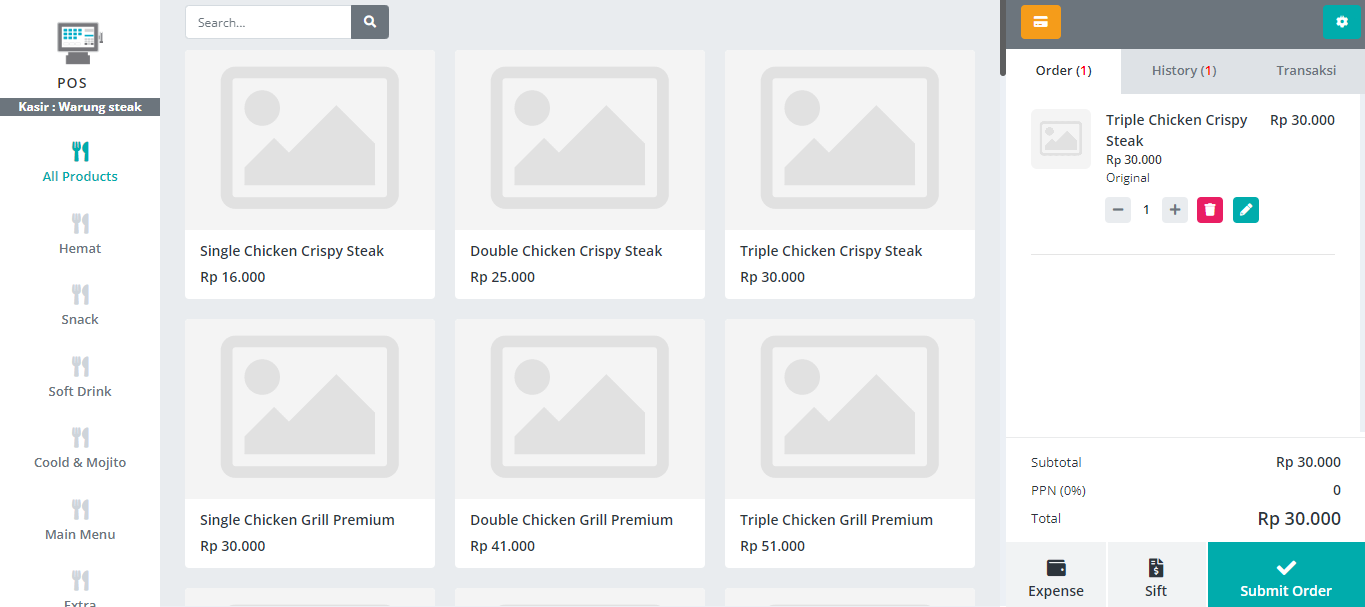 POS
Kasir : Warung steak
All Products
Hemat
Snack
Soft Drink
Coold & Mojito
Main Menu
Extra
Search...
Single Chicken Crispy Steak
Rp 16.000
Double Chicken Crispy Steak
Rp 25.000
Triple Chicken Crispy Steak
Rp 30.000
Single Chicken Grill Premium
Rp 30.000
Double Chicken Grill Premium
Rp 41.000
Triple Chicken Grill Premium
Rp 51.000
Order (1) History (1) Transaksi
Triple Chicken Crispy Rp 30.000
Steak
Rp 30.000
Original
1
Subtotal Rp 30.000
PPN (0%) 0
Total Rp 30.000
Expense Sift Submit Order